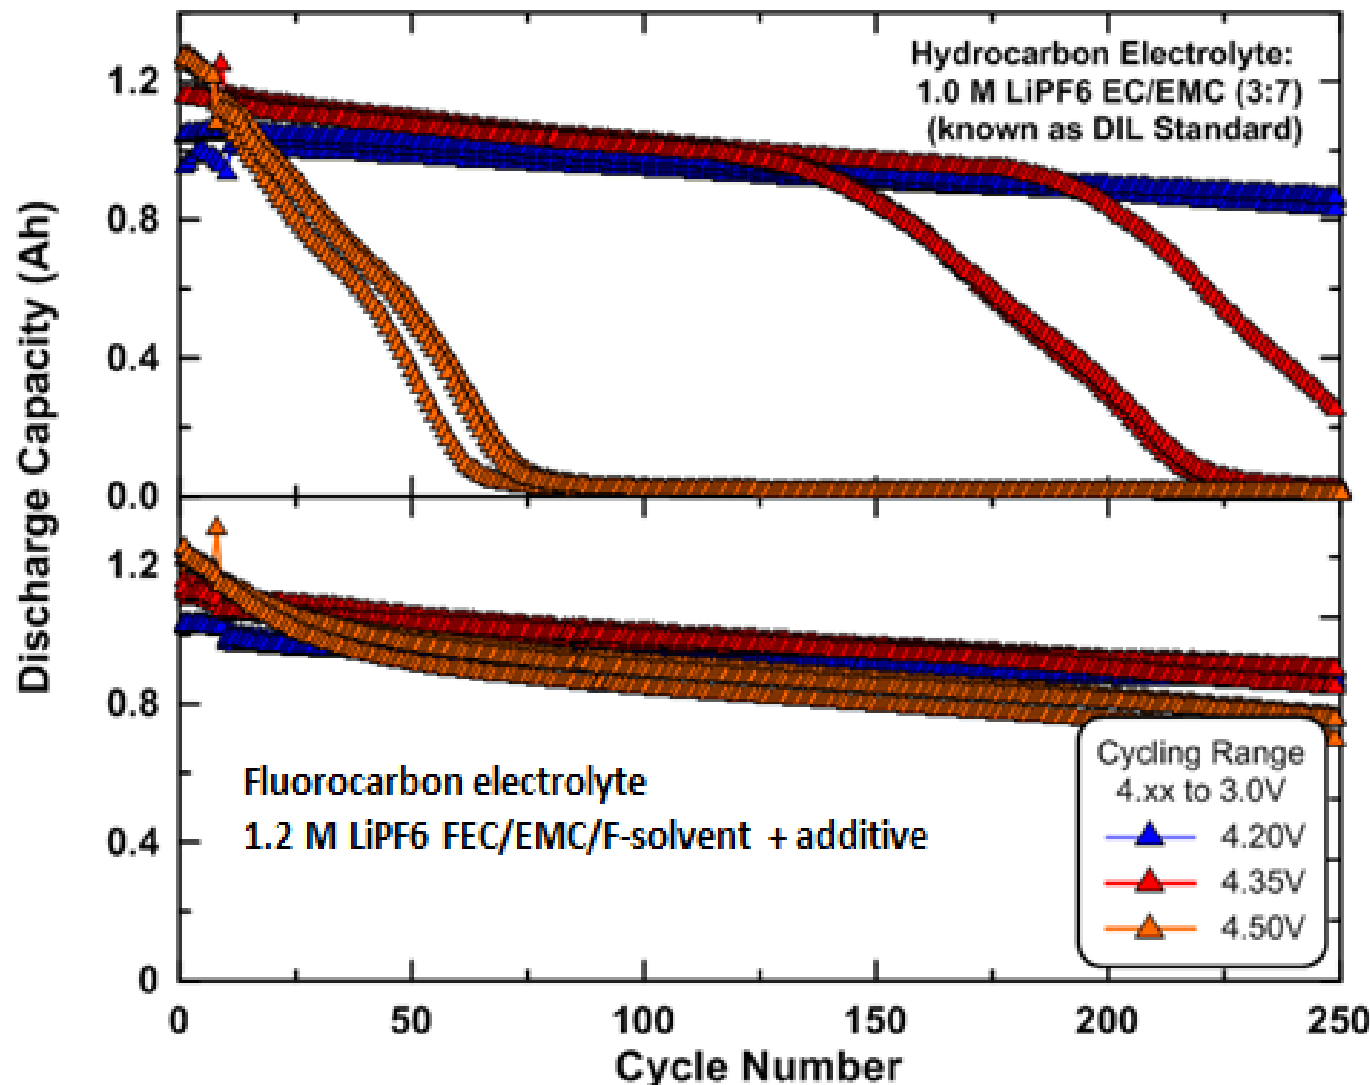 Hydrocarbon Electrolyte:
1.0 M LiPF6 EC/EMC (3:7)
(known as DIL Standard)
1.2
0.8
0.4
0.0
Discharge Capacity (Ah)
1.2
0.8
0.4
0
Fluorocarbon electrolyte
1.2 M LiPF6 FEC/EMC/F-solvent + additive
Cycling Range
4.xx to 3.0V
4.20V
4.35V
4.50V
0 50 100 150 200 250
Cycle Number